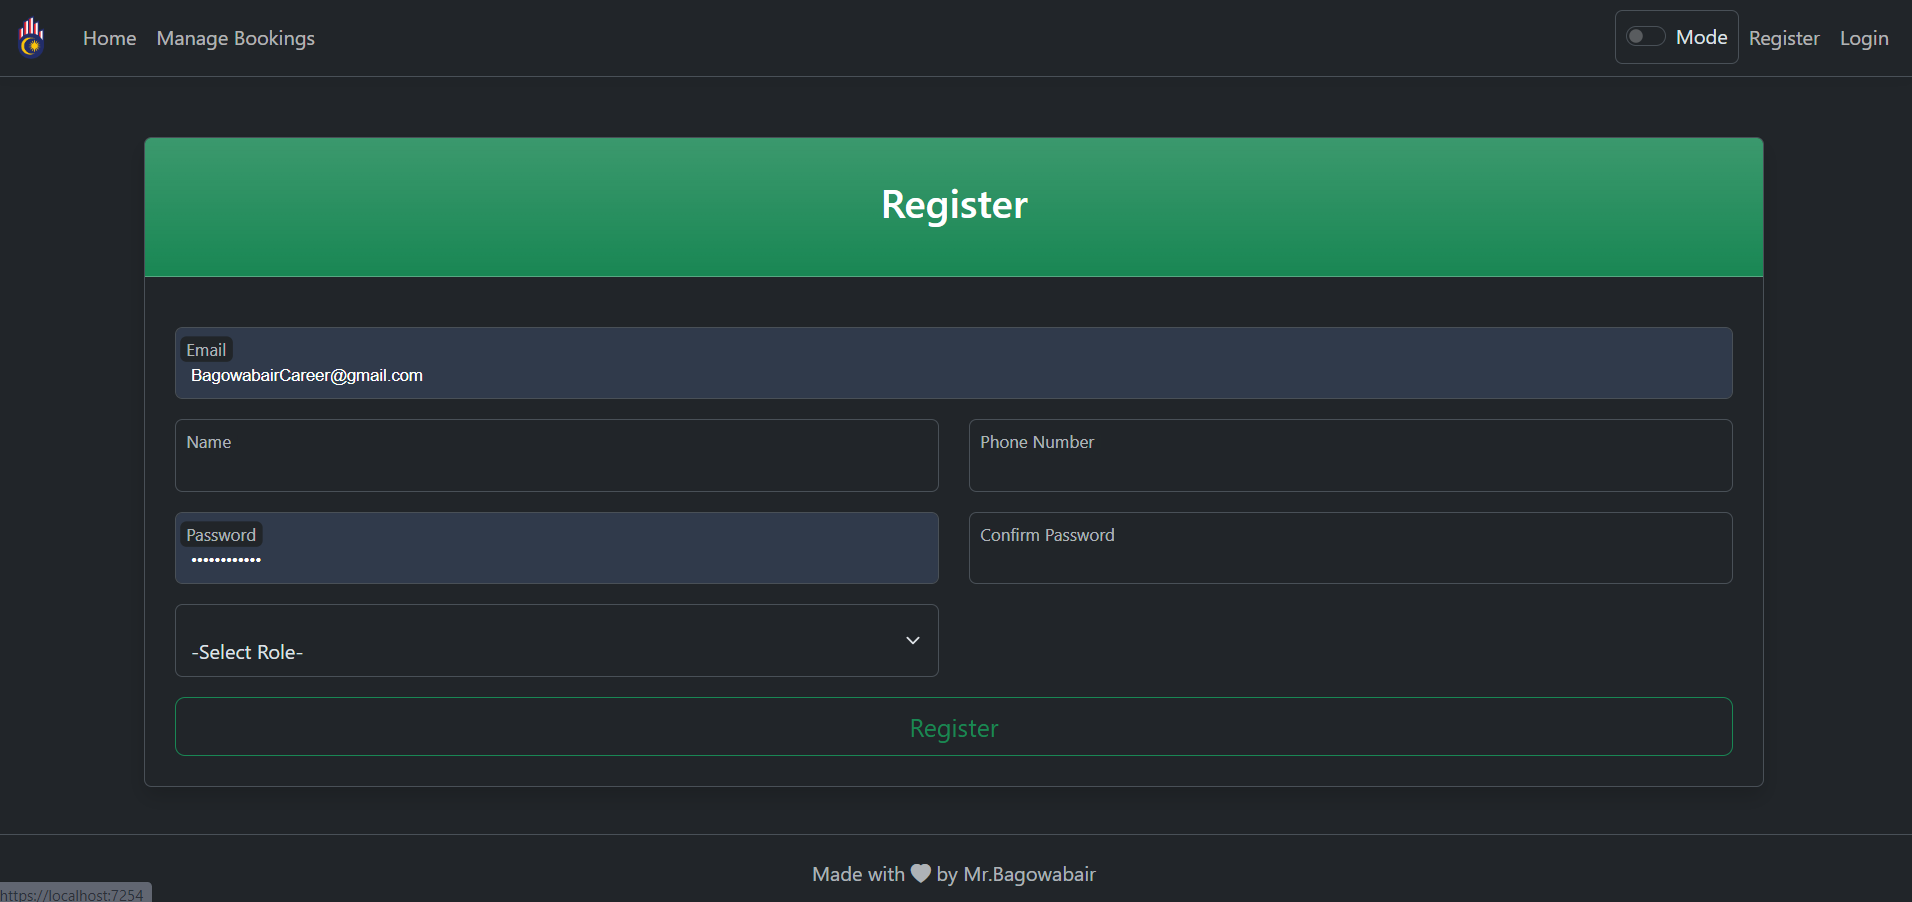 Home Manage Bookings Mode Register Login
Register
Email
BagowabairCareer@gmail.com
Name Phone Number
Password Confirm Password
••••••••••••
-Select Role-
Register
Made with by Mr.Bagowabair
https://localhost:7254